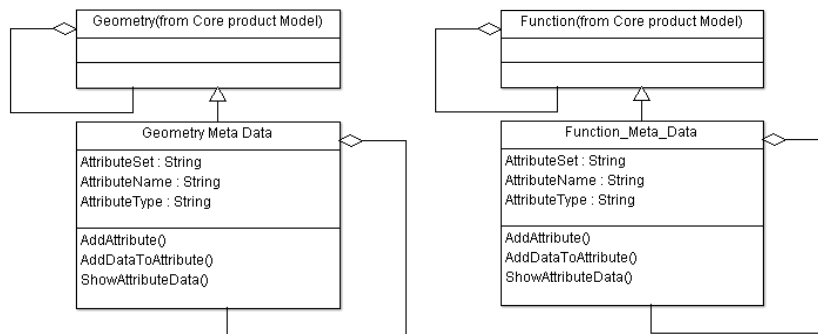 Geometry(from Core product Model)
Geometry Meta Data
AttributeSet : String
AttributeName : String
AttributeType : String
AddAttribute()
AddDataToAttribute()
ShowAttributeData()
Function(from Core product Model)
Function_Meta_Data
AttributeSet : String
AttributeName : String
AttributeType : String
AddAttribute()
AddDataToAttribute()
ShowAttributeData()